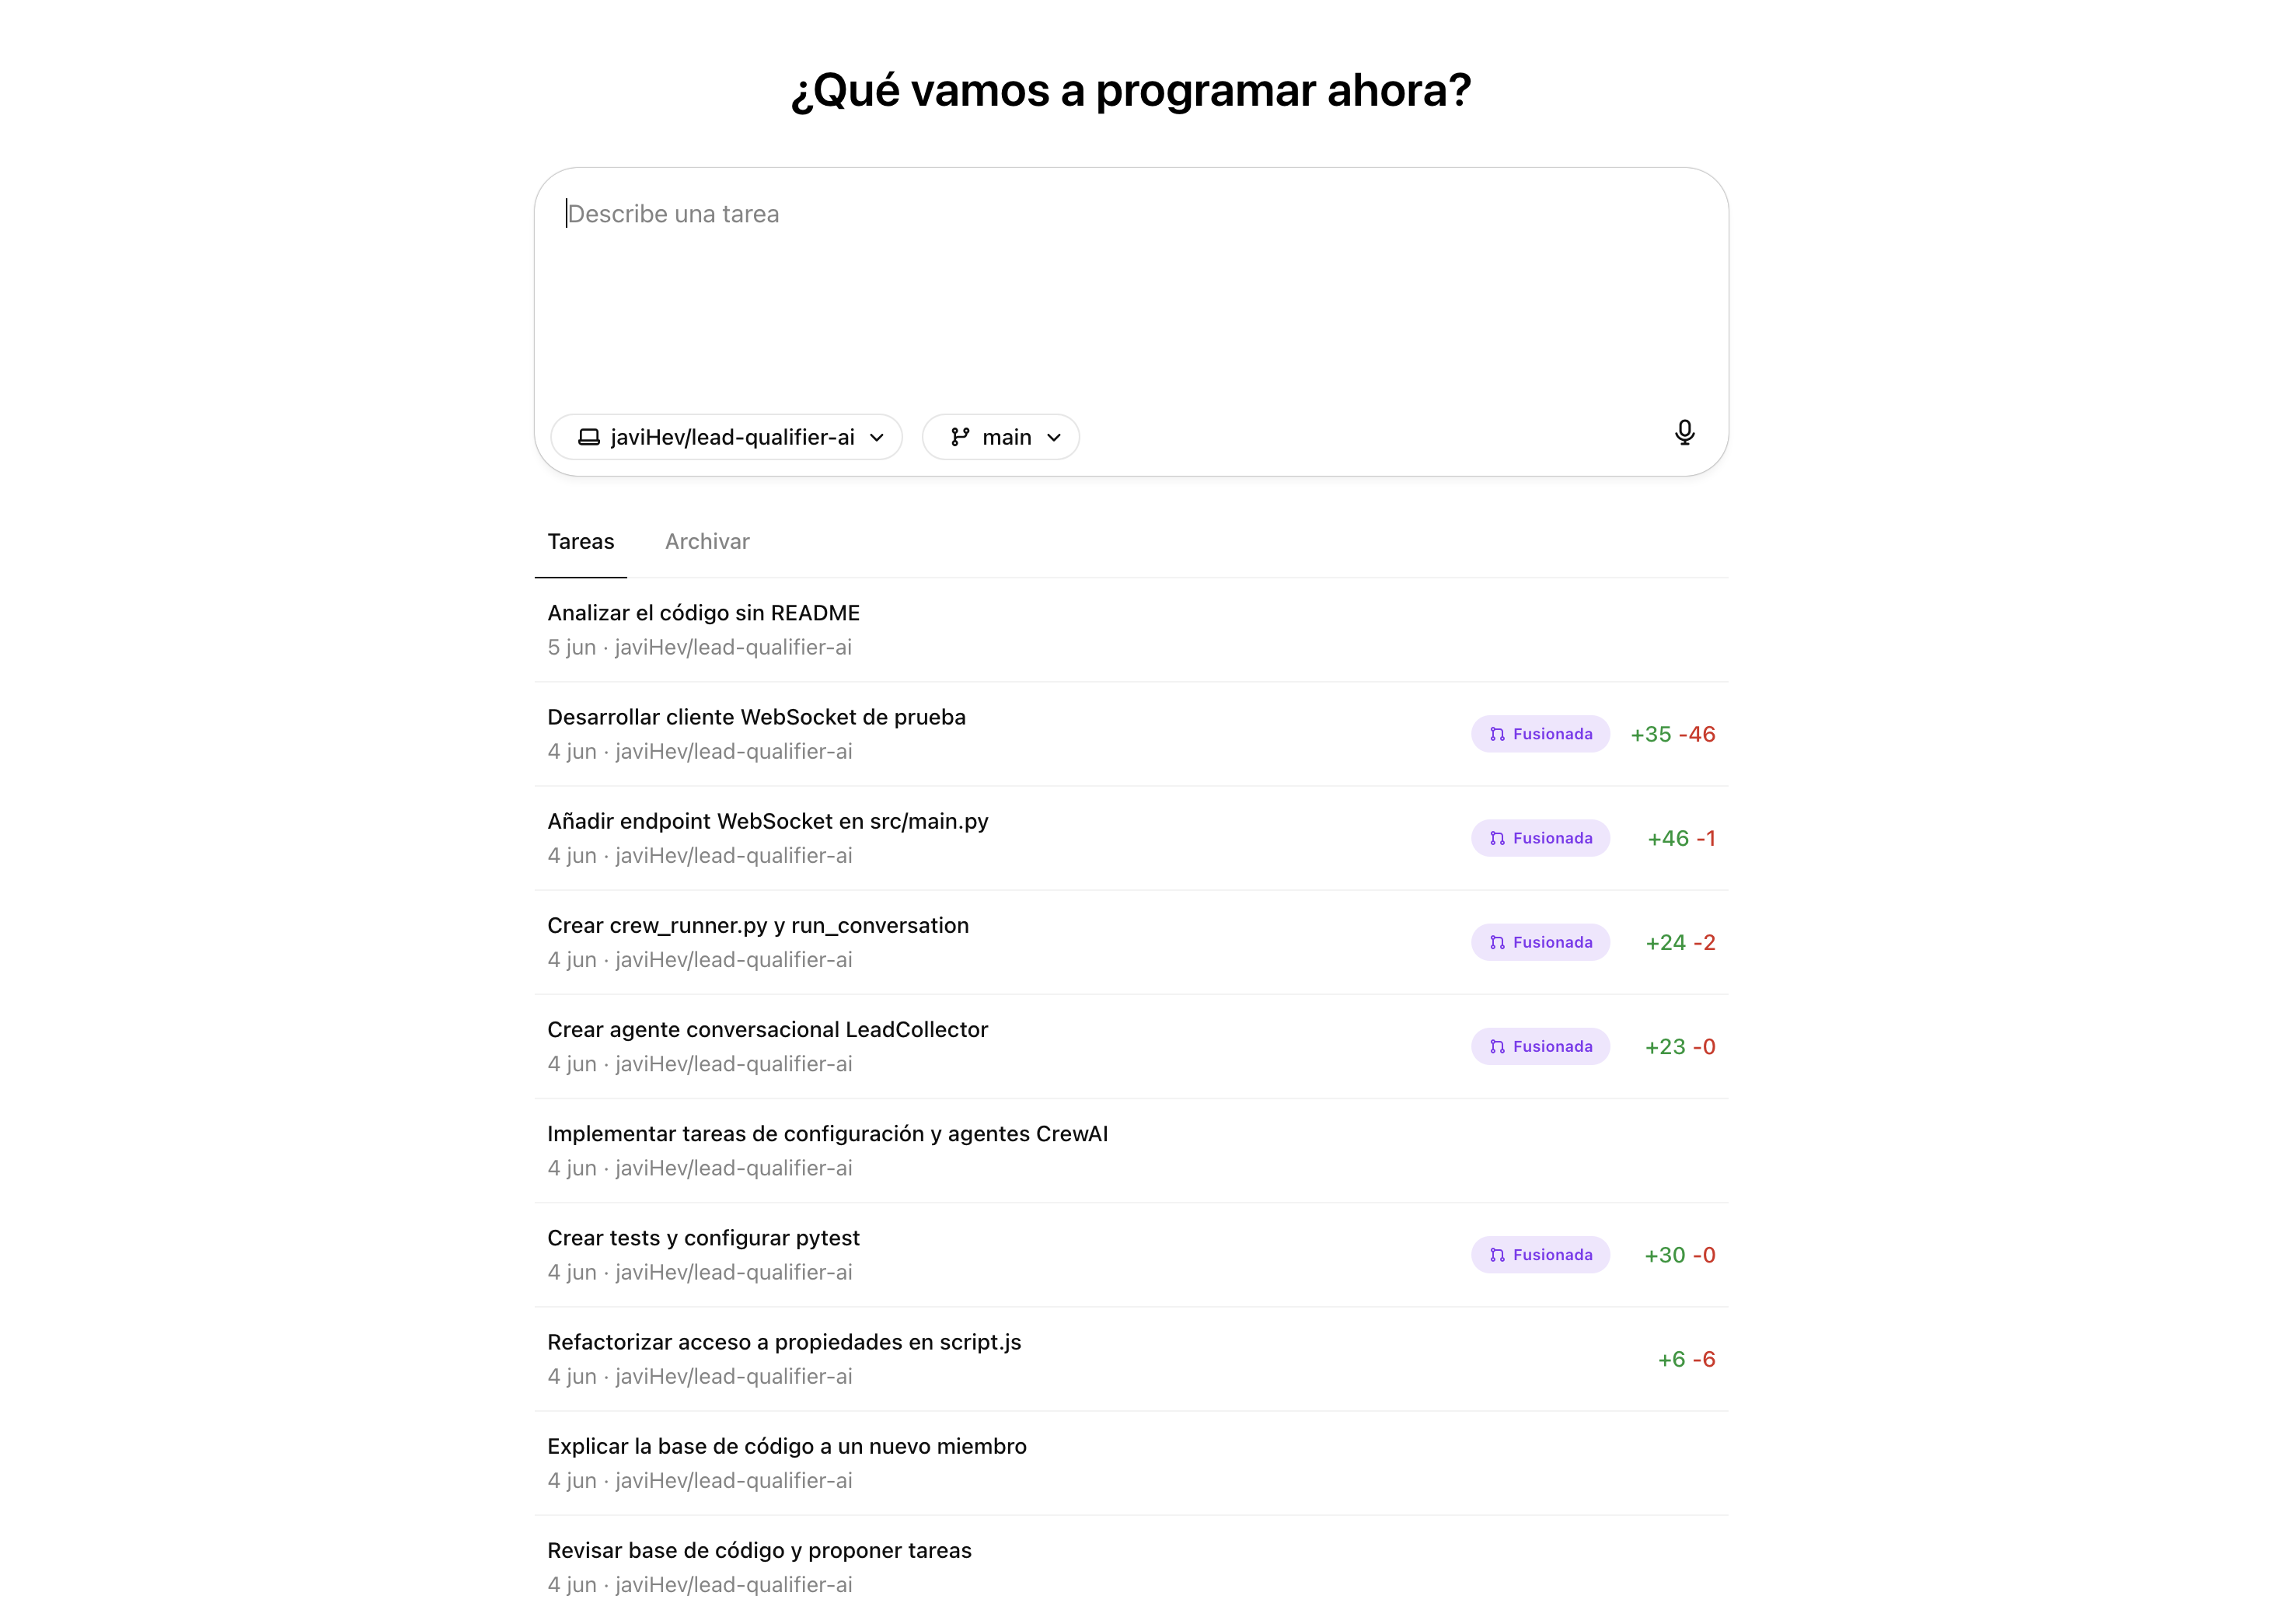 ¿Qué vamos a programar ahora?
Describe una tarea
javiHev/lead-qualifier-ai
main
Tareas
Archivar
Analizar el código sin README
5 jun · javiHev/lead-qualifier-ai
Desarrollar cliente WebSocket de prueba
4 jun · javiHev/lead-qualifier-ai
Fusionada
+35 -46
Añadir endpoint WebSocket en src/main.py
4 jun · javiHev/lead-qualifier-ai
Fusionada
+46 -1
Crear crew_runner.py y run_conversation
4 jun · javiHev/lead-qualifier-ai
Fusionada
+24 -2
Crear agente conversacional LeadCollector
4 jun · javiHev/lead-qualifier-ai
Fusionada
+23 -0
Implementar tareas de configuración y agentes CrewAI
4 jun · javiHev/lead-qualifier-ai
Crear tests y configurar pytest
4 jun · javiHev/lead-qualifier-ai
Fusionada
+30 -0
Refactorizar acceso a propiedades en script.js
4 jun · javiHev/lead-qualifier-ai
+6 -6
Explicar la base de código a un nuevo miembro
4 jun · javiHev/lead-qualifier-ai
Revisar base de código y proponer tareas
4 jun · javiHev/lead-qualifier-ai